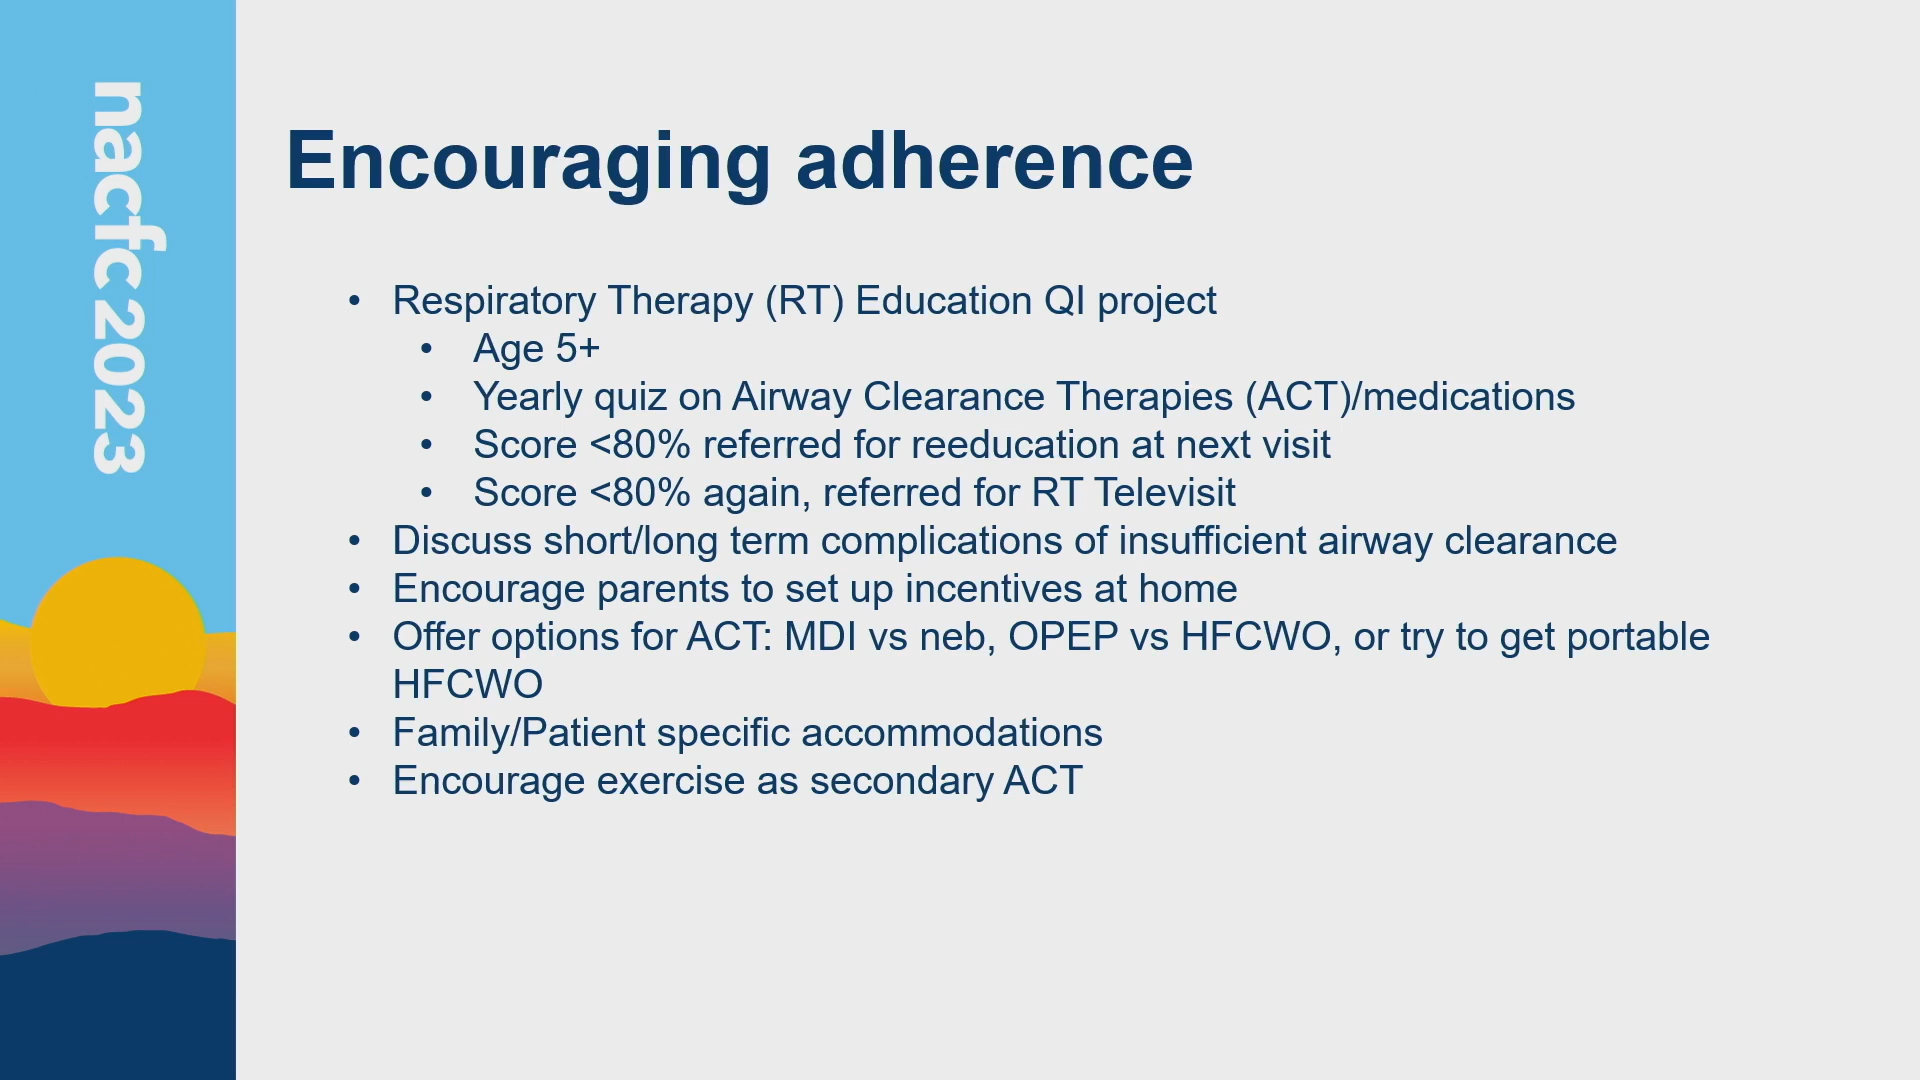 nacfc 2023
Encouraging adherence
• Respiratory Therapy (RT) Education QI project
• Age 5+
• Yearly quiz on Airway Clearance Therapies (ACT)/medications
• Score <80% referred for reeducation at next visit
• Score <80% again, referred for RT Televisit
• Discuss short/long term complications of insufficient airway clearance
• Encourage parents to set up incentives at home
• Offer options for ACT: MDI vs neb, OPEP vs HFCWO, or try to get portable
HFCWO
• Family/Patient specific accommodations
• Encourage exercise as secondary ACT